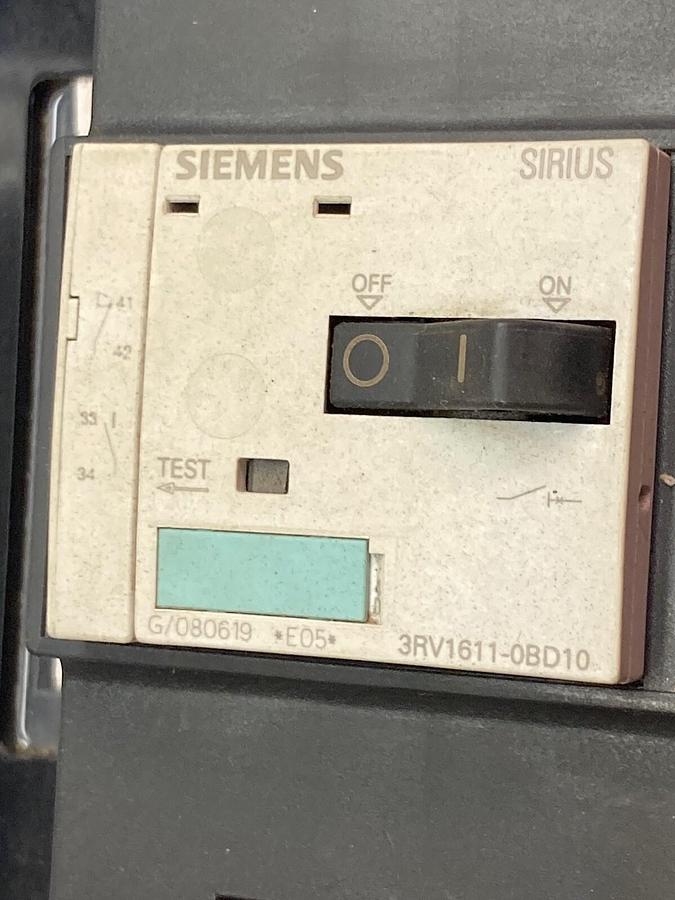 SIEMENS SIRIUS
OFF ON
O I
41
42
33
34
TEST
G/080619 *E05* 3RV1611-0BD10